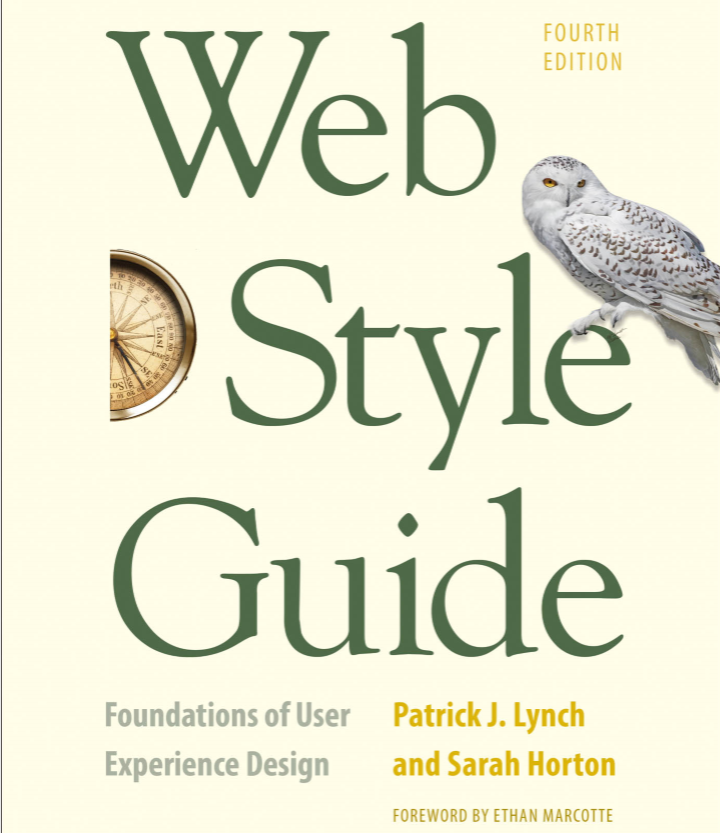 Web
FOURTH
EDITION
Style
Guide
Foundations of User
Experience Design
Patrick J. Lynch
and Sarah Horton
FOREWORD BY ETHAN MARCOTTE
East